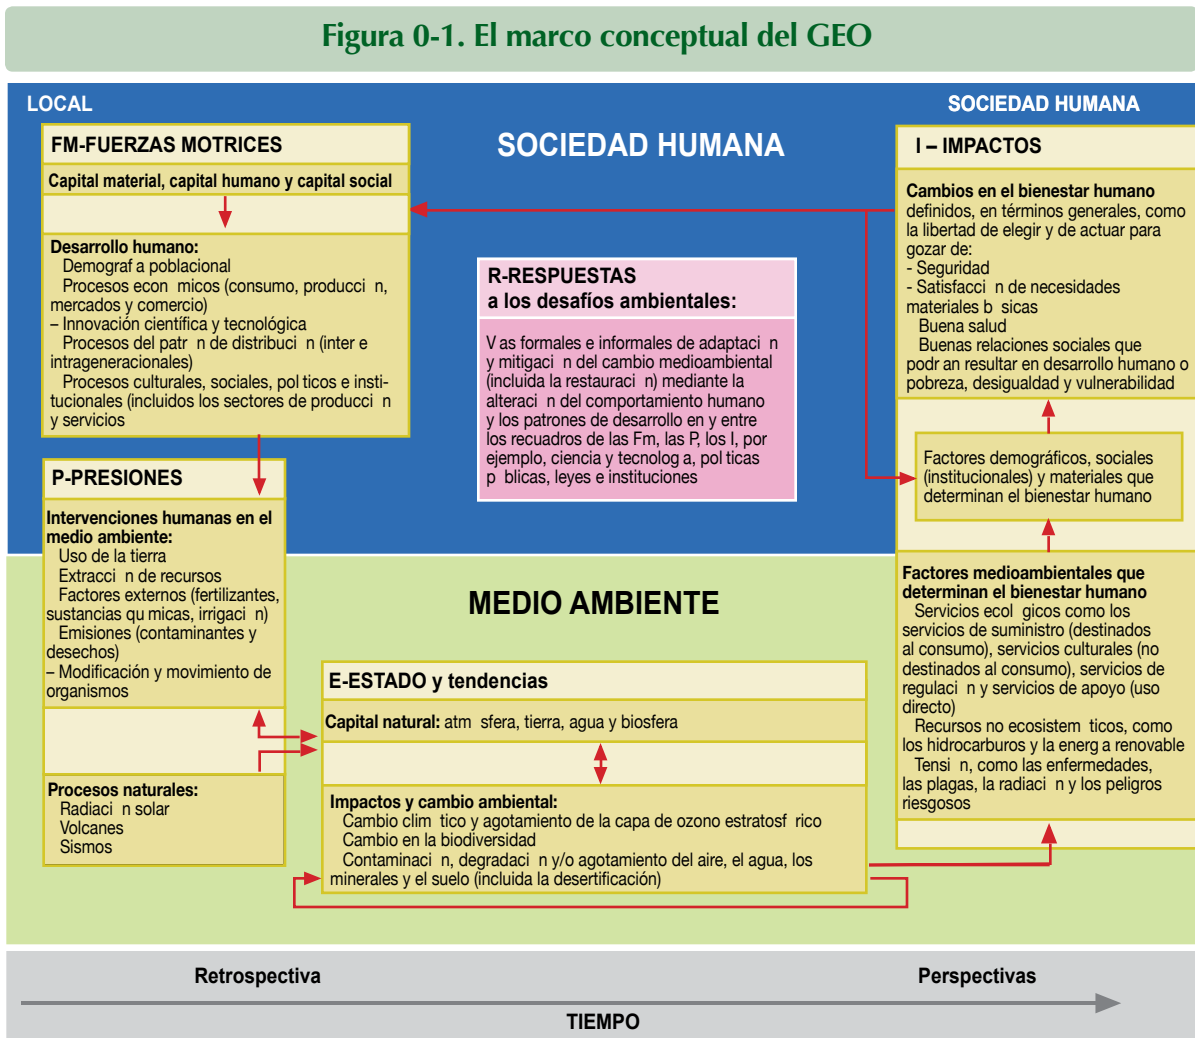 Figura 0-1. El marco conceptual del GEO
LOCAL
SOCIEDAD HUMANA
SOCIEDAD HUMANA
FM-FUERZAS MOTRICES
Capital material, capital humano y capital social
Desarrollo humano:
Demograf a poblacional
Procesos econ micos (consumo, producci n,
mercados y comercio)
– Innovación científica y tecnológica
Procesos del patr n de distribuci n (inter e
intrageneracionales)
Procesos culturales, sociales, pol ticos e insti-
tucionales (incluidos los sectores de producci n
y servicios
P-PRESIONES
Intervenciones humanas en el
medio ambiente:
Uso de la tierra
Extracci n de recursos
Factores externos (fertilizantes,
sustancias qu micas, irrigaci n)
Emisiones (contaminantes y
desechos)
– Modificación y movimiento de
organismos
Procesos naturales:
Radiaci n solar
Volcanes
Sismos
R-RESPUESTAS
a los desafíos ambientales:
V as formales e informales de adaptaci n
y mitigaci n del cambio medioambiental
(incluida la restauraci n) mediante la
alteraci n del comportamiento humano
y los patrones de desarrollo en y entre
los recuadros de las Fm, las P, los I, por
ejemplo, ciencia y tecnolog a, pol ticas
p blicas, leyes e instituciones
MEDIO AMBIENTE
E-ESTADO y tendencias
Capital natural: atm sfera, tierra, agua y biosfera
Impactos y cambio ambiental:
Cambio clim tico y agotamiento de la capa de ozono estratosf rico
Cambio en la biodiversidad
Contaminaci n, degradaci n y/o agotamiento del aire, el agua, los
minerales y el suelo (incluida la desertificación)
I – IMPACTOS
Cambios en el bienestar humano
definidos, en términos generales, como
la libertad de elegir y de actuar para
gozar de:
- Seguridad
- Satisfacci n de necesidades
materiales b sicas
Buena salud
Buenas relaciones sociales que
podr an resultar en desarrollo humano o
pobreza, desigualdad y vulnerabilidad
Factores demográficos, sociales
(institucionales) y materiales que
determinan el bienestar humano
Factores medioambientales que
determinan el bienestar humano
Servicios ecol gicos como los
servicios de suministro (destinados
al consumo), servicios culturales (no
destinados al consumo), servicios de
regulaci n y servicios de apoyo (uso
directo)
Recursos no ecosistem ticos, como
los hidrocarburos y la energ a renovable
Tensi n, como las enfermedades,
las plagas, la radiaci n y los peligros
riesgosos
Retrospectiva
Perspectivas
TIEMPO